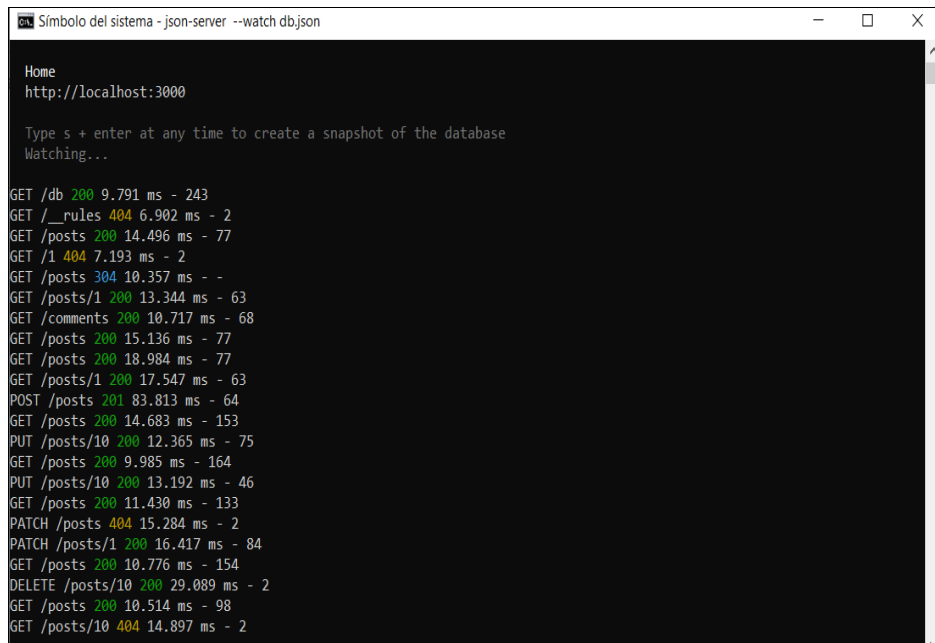 Símbolo del sistema - json-server --watch db.json
Home
http://localhost:3000
Type s + enter at any time to create a snapshot of the database
Watching...
GET /db 200 9.791 ms - 243
GET /__rules 404 6.902 ms - 2
GET /posts 200 14.496 ms - 77
GET /1 404 7.193 ms - 2
GET /posts 304 10.357 ms - -
GET /posts/1 200 13.344 ms - 63
GET /comments 200 10.717 ms - 68
GET /posts 200 15.136 ms - 77
GET /posts 200 18.984 ms - 77
GET /posts/1 200 17.547 ms - 63
POST /posts 201 83.813 ms - 64
GET /posts 200 14.683 ms - 153
PUT /posts/10 200 12.365 ms - 75
GET /posts 200 9.985 ms - 164
PUT /posts/10 200 13.192 ms - 46
GET /posts 200 11.430 ms - 133
PATCH /posts 404 15.284 ms - 2
PATCH /posts/1 200 16.417 ms - 84
GET /posts 200 10.776 ms - 154
DELETE /posts/10 200 29.089 ms - 2
GET /posts 200 10.514 ms - 98
GET /posts/10 404 14.897 ms - 2